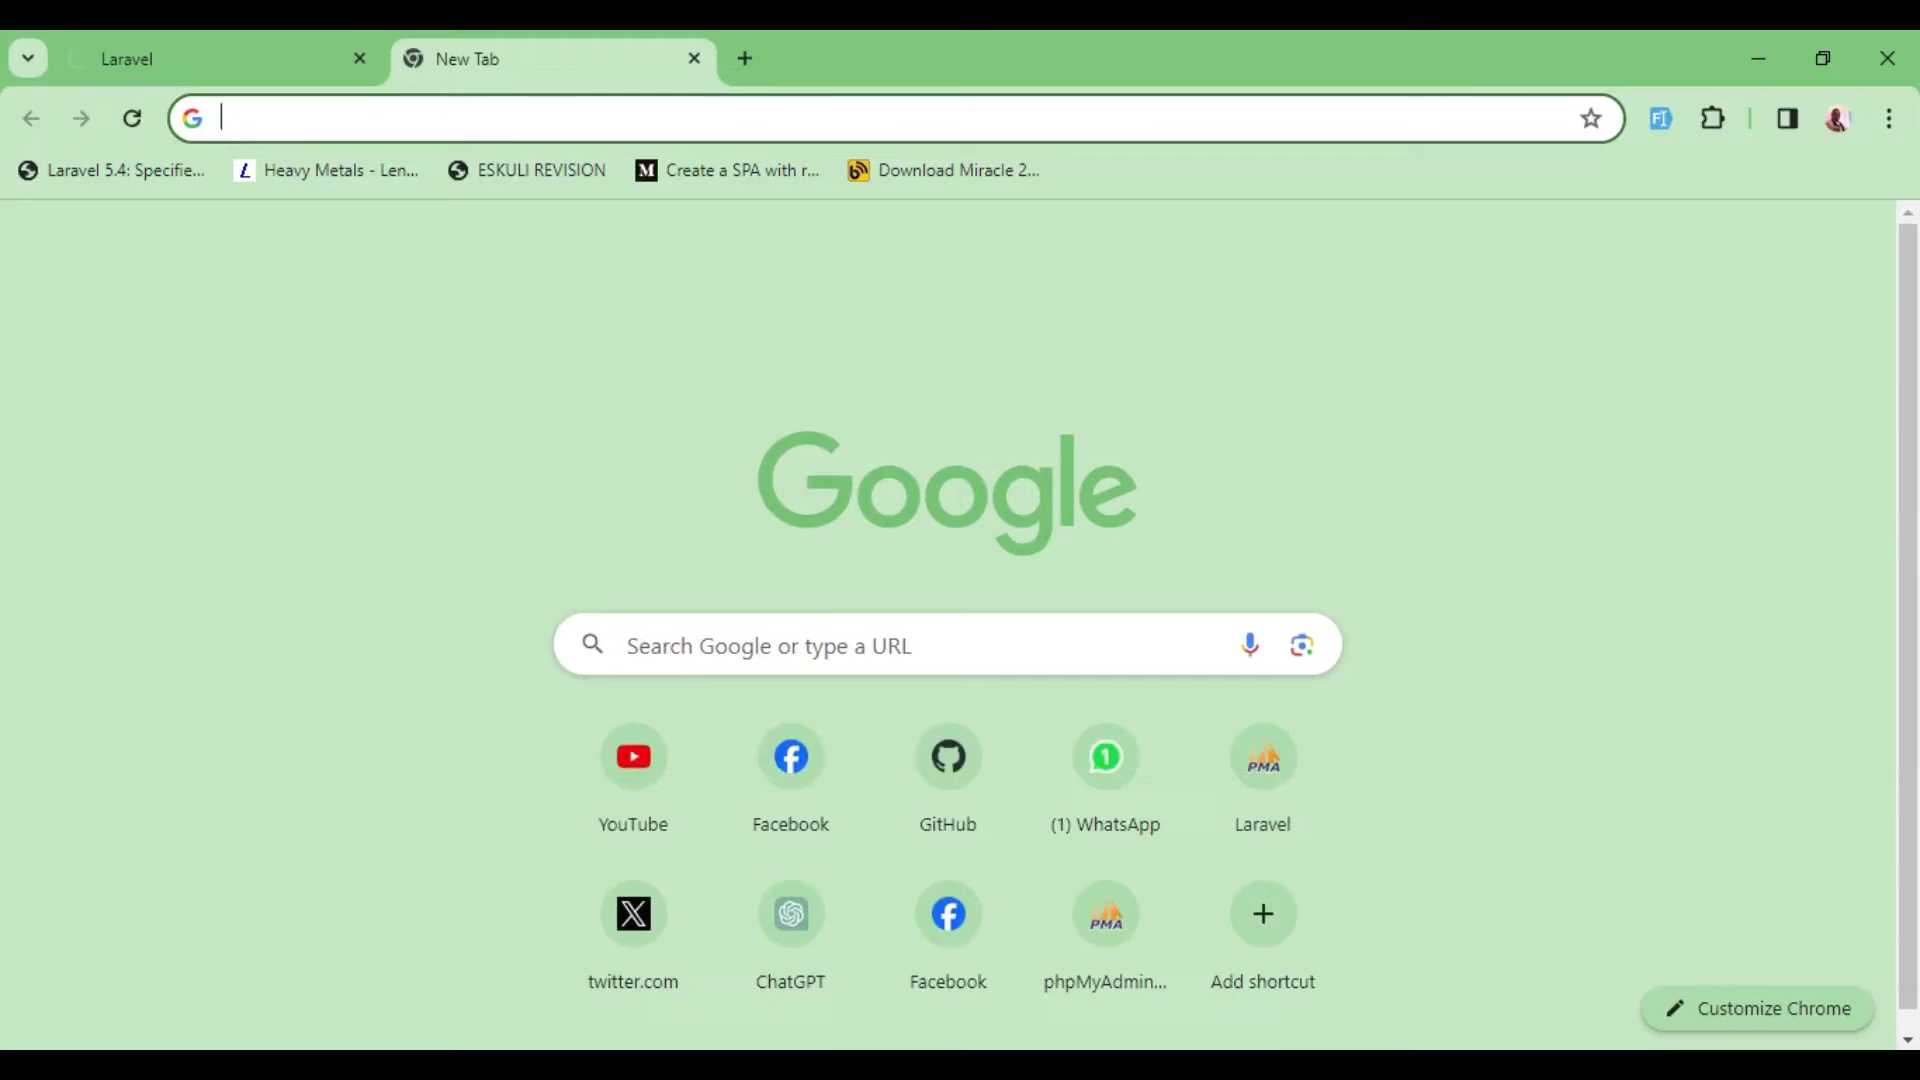 Laravel
New Tab
Laravel 5.4: Specifie...
Heavy Metals - Len...
ESKULI REVISION
Create a SPA with r...
Download Miracle 2...
Google
Search Google or type a URL
YouTube
Facebook
GitHub
(1) WhatsApp
PMA
Laravel
twitter.com
ChatGPT
Facebook
PMA
phpMyAdmin...
Add shortcut
Customize Chrome